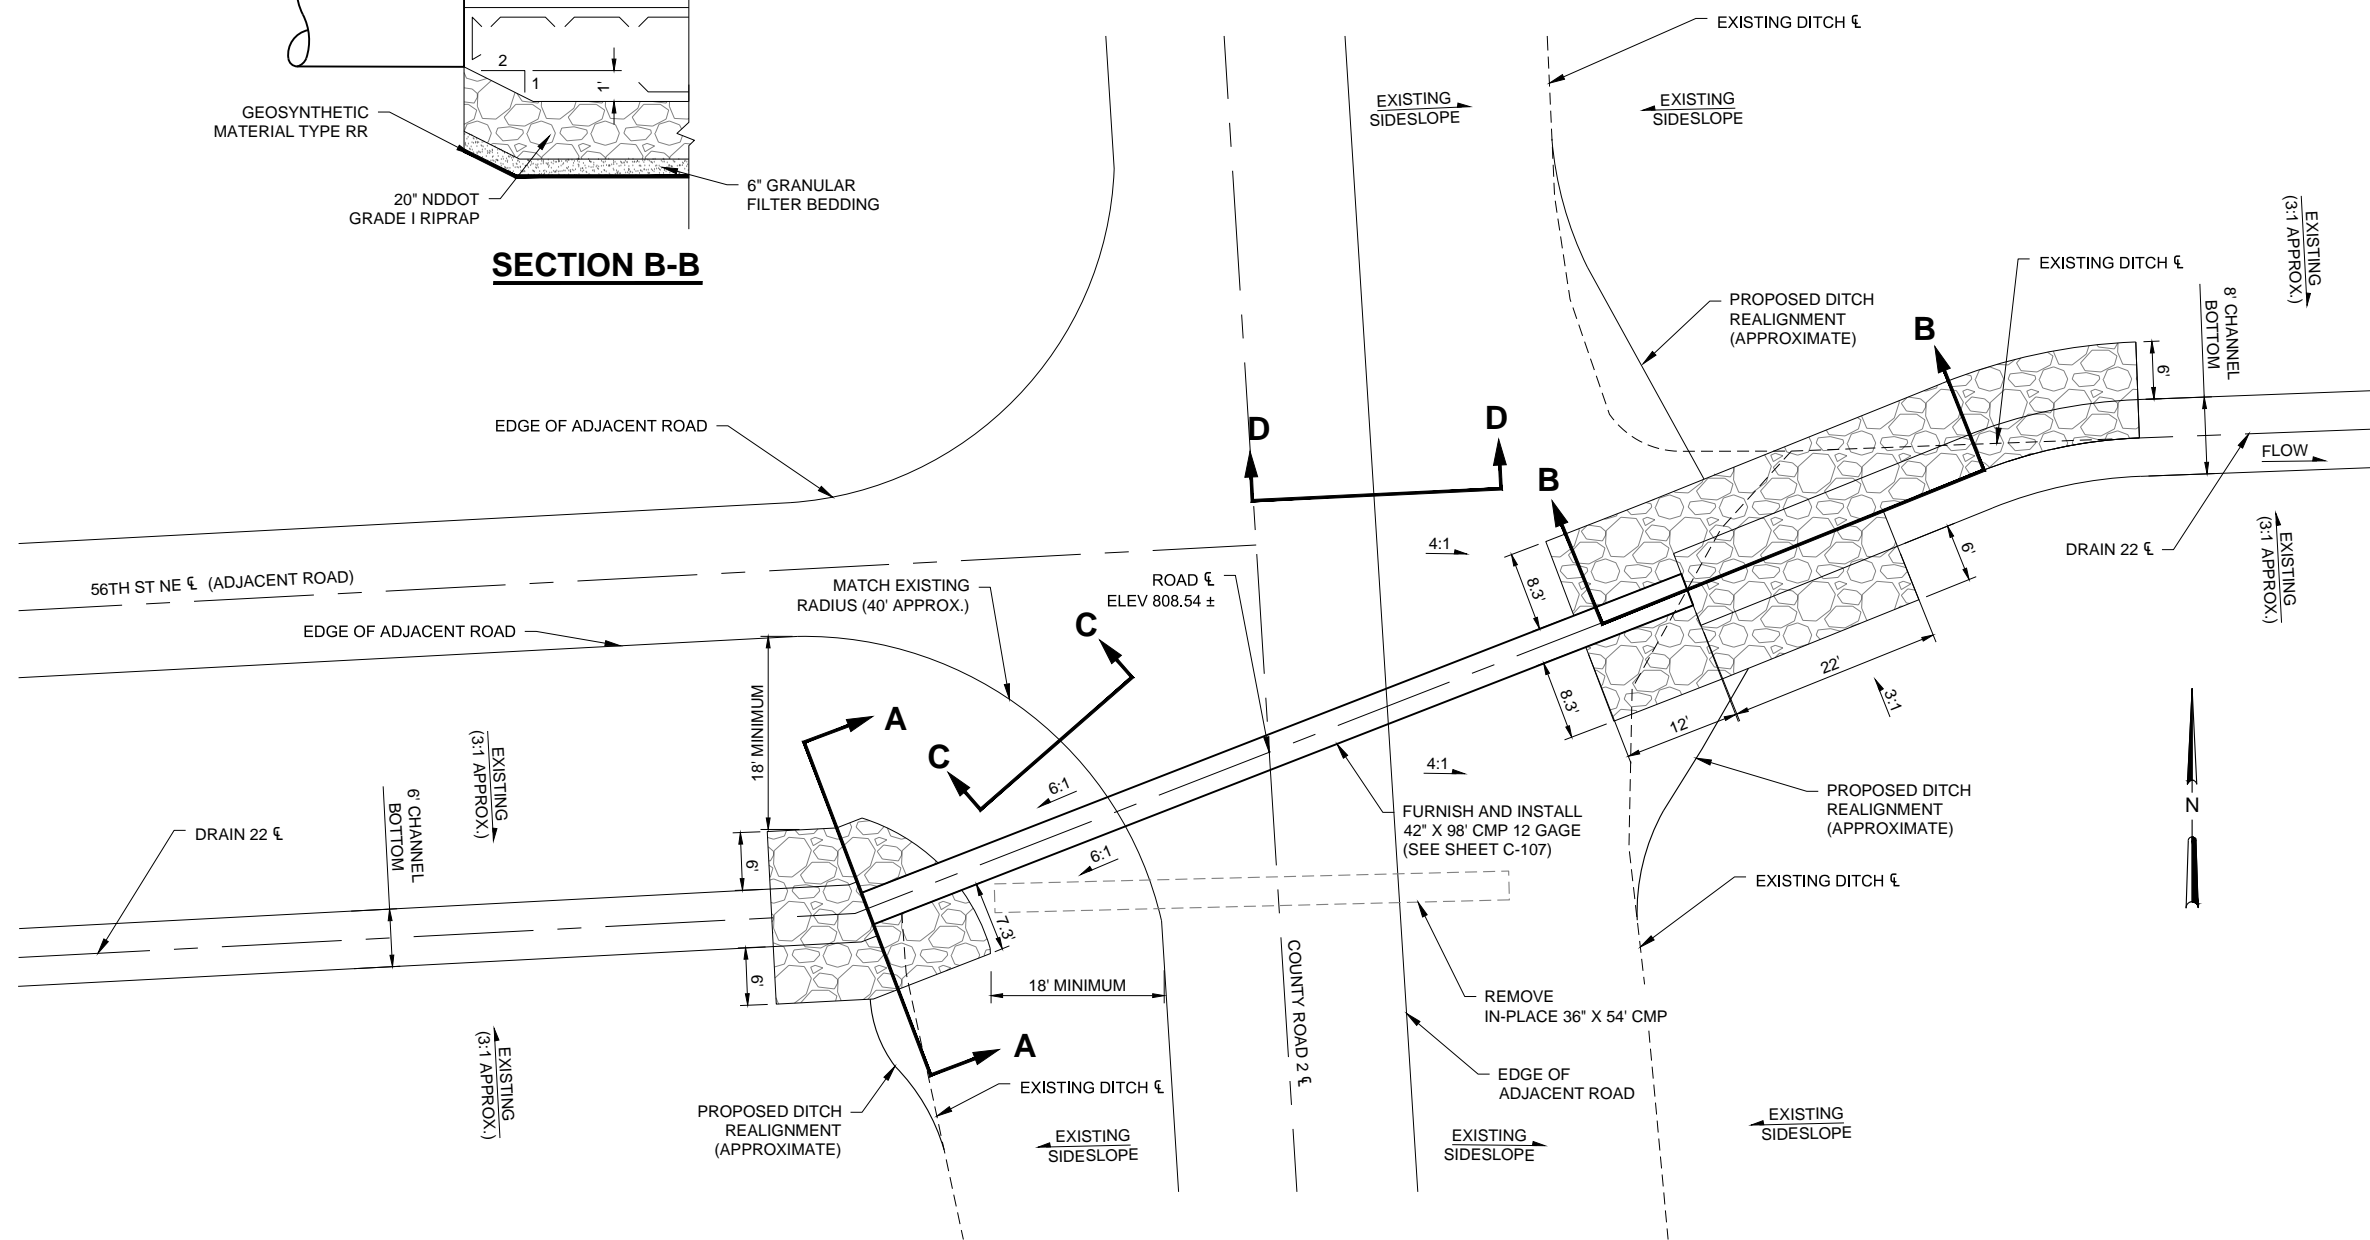 2
1
1'
GEOSYNTHETIC
MATERIAL TYPE RR
20" NDDOT
GRADE I RIPRAP
6" GRANULAR
FILTER BEDDING
SECTION B-B
EXISTING DITCH ℄
EXISTING
SIDESLOPE
EXISTING
SIDESLOPE
EXISTING DITCH ℄
EXISTING
(3:1 APPROX.)
PROPOSED DITCH
REALIGNMENT
(APPROXIMATE)
8' CHANNEL
BOTTOM
B
6'
EDGE OF ADJACENT ROAD
D
D
B
FLOW
4:1
8.3'
6'
DRAIN 22 ℄
EXISTING
(3:1 APPROX.)
56TH ST NE ℄ (ADJACENT ROAD)
MATCH EXISTING
RADIUS (40' APPROX.)
ROAD ℄
ELEV 808.54 ±
EDGE OF ADJACENT ROAD
C
C
18' MINIMUM
A
8.3'
12'
22'
3:1
EXISTING
(3:1 APPROX.)
6:1
4:1
6:1
FURNISH AND INSTALL
42" X 98' CMP 12 GAGE
(SEE SHEET C-107)
PROPOSED DITCH
REALIGNMENT
(APPROXIMATE)
N
DRAIN 22 ℄
6' CHANNEL
BOTTOM
6'
7.3'
EXISTING DITCH ℄
6'
18' MINIMUM
COUNTY ROAD 2 ℄
REMOVE
IN-PLACE 36" X 54' CMP
EXISTING
(3:1 APPROX.)
A
EXISTING DITCH ℄
EDGE OF
ADJACENT ROAD
PROPOSED DITCH
REALIGNMENT
(APPROXIMATE)
EXISTING
SIDESLOPE
EXISTING
SIDESLOPE
EXISTING
SIDESLOPE